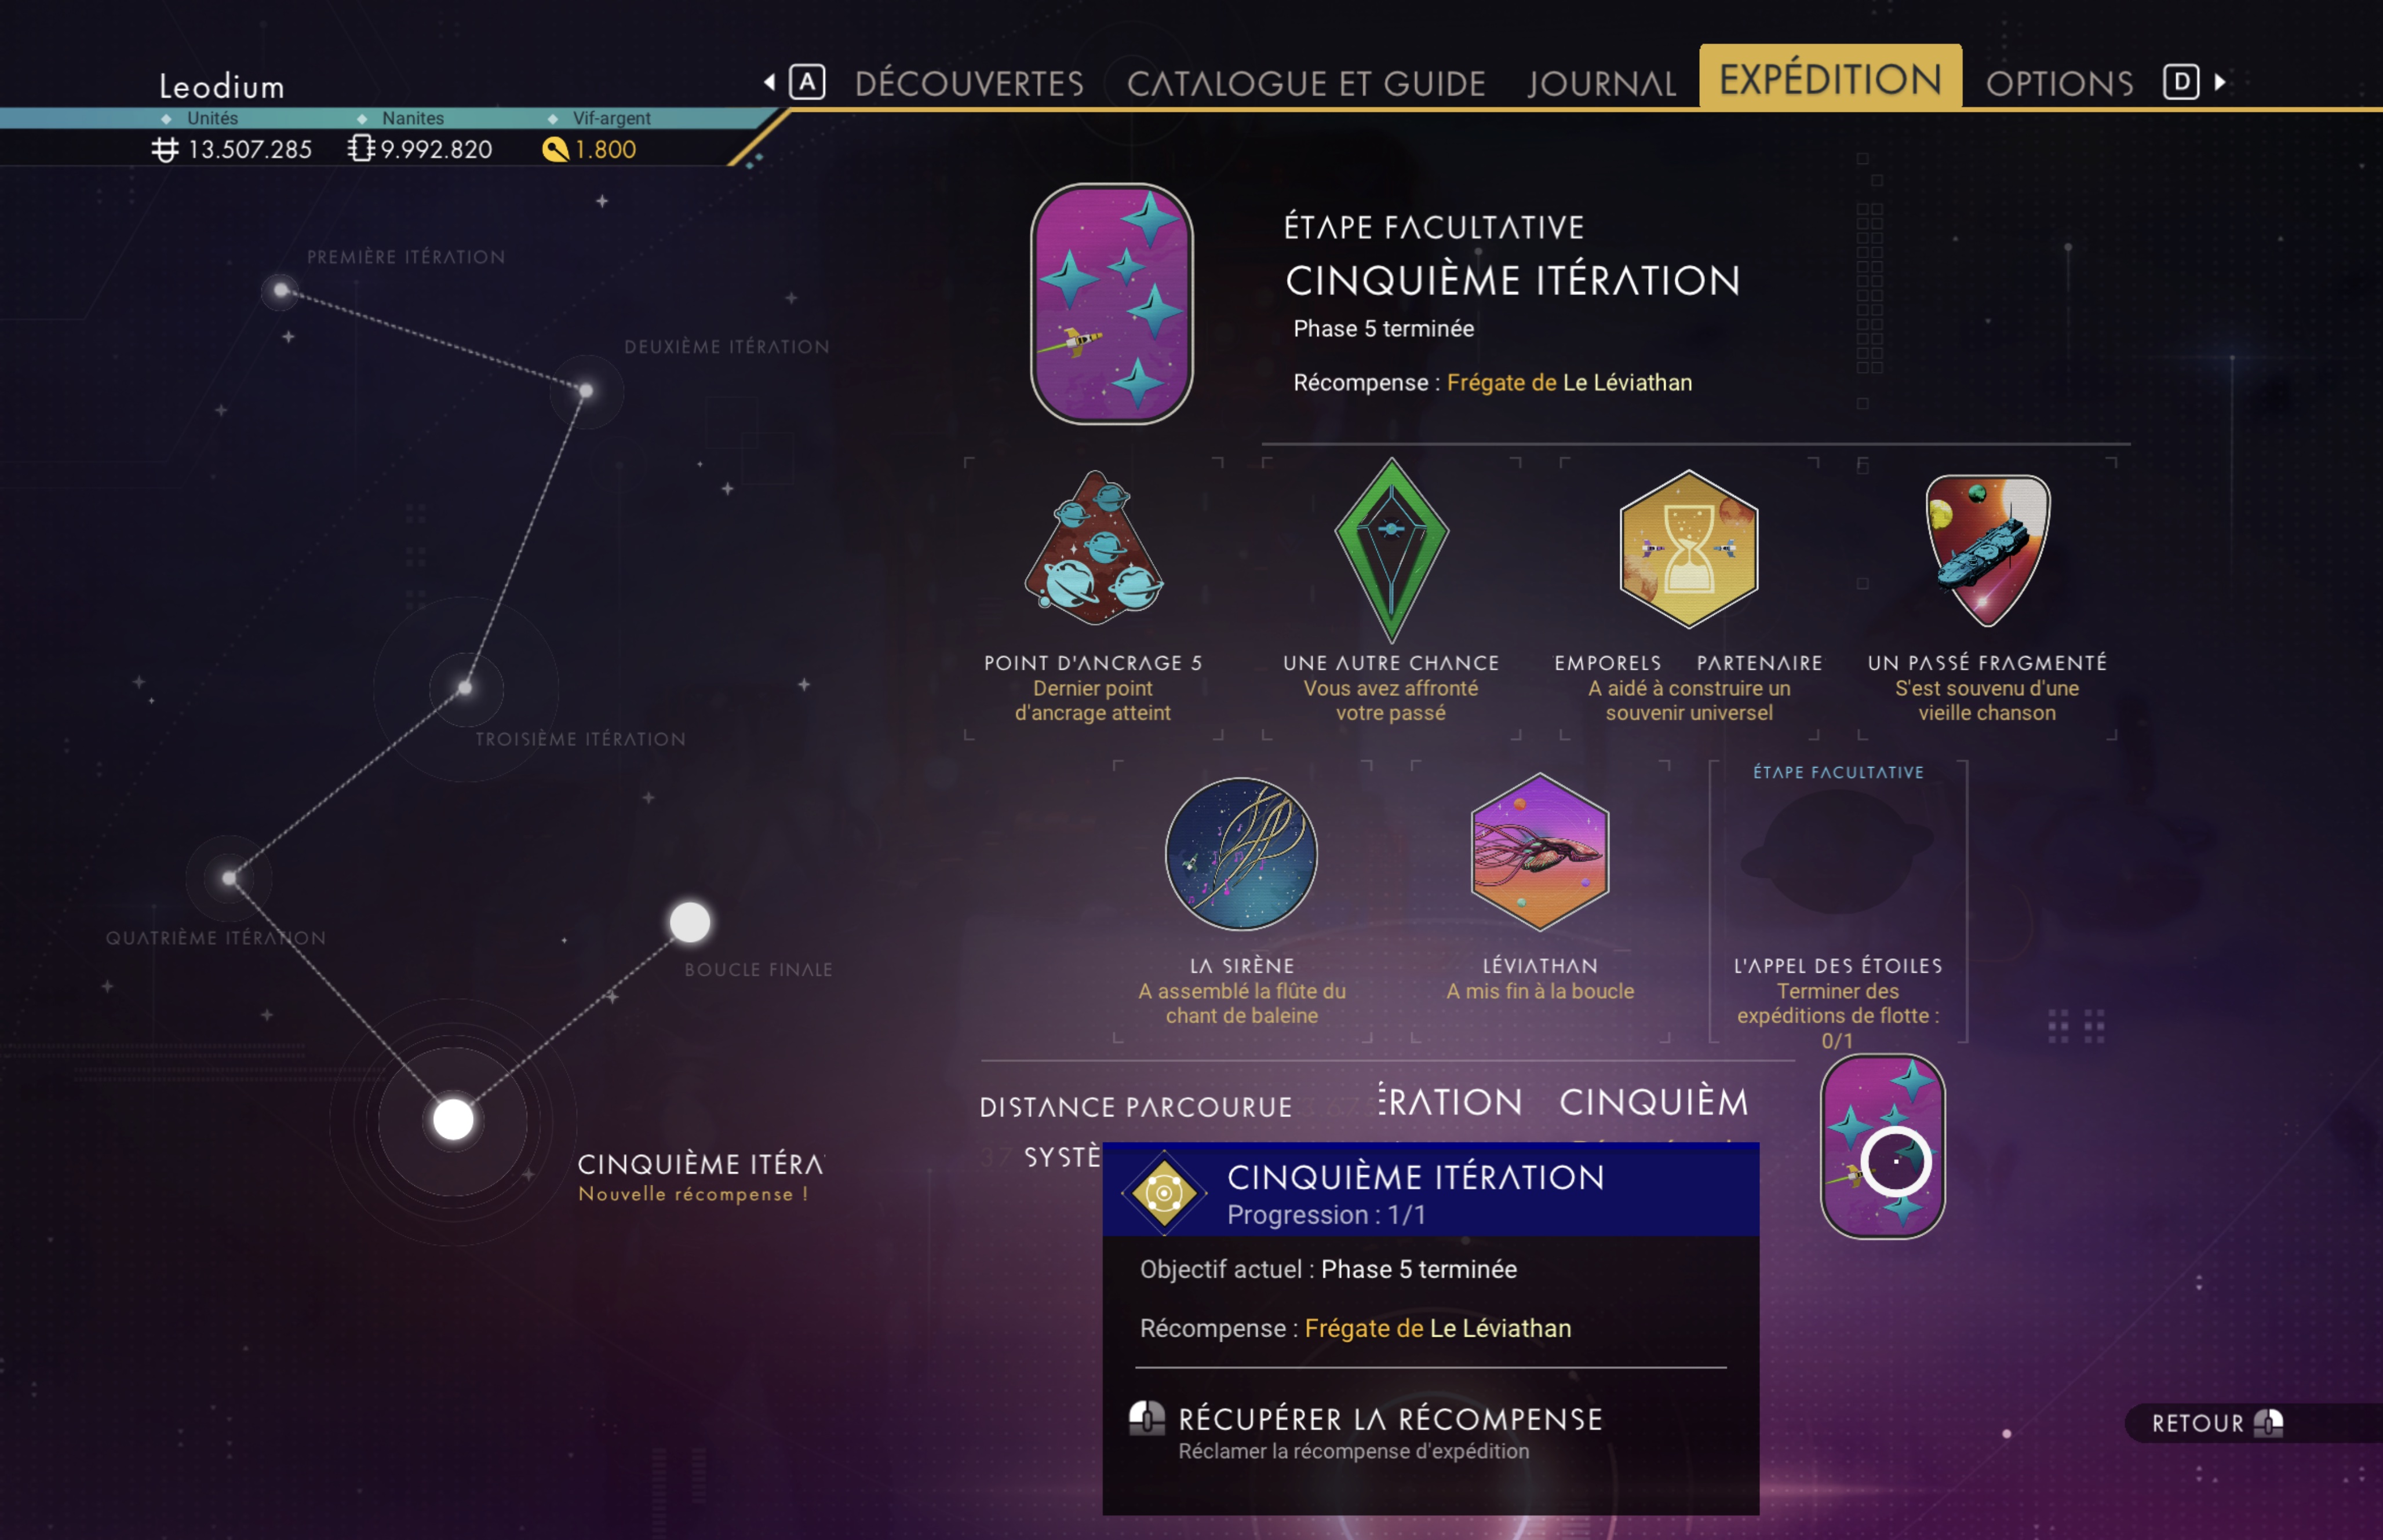 Leodium
Unités
Nanites
Vif-argent
13.507.285
9.992.820
1.800
A
DÉCOUVERTES
CATALOGUE ET GUIDE
JOURNAL
EXPÉDITION
OPTIONS
D
PREMIÈRE ITÉRATION
DEUXIÈME ITÉRATION
TROISIÈME ITÉRATION
QUATRIÈME ITÉRATION
BOUCLE FINALE
CINQUIÈME ITÉRA
Nouvelle récompense !
ÉTAPE FACULTATIVE
CINQUIÈME ITÉRATION
Phase 5 terminée
Récompense : Frégate de Le Léviathan
POINT D'ANCRAGE 5
Dernier point
d'ancrage atteint
UNE AUTRE CHANCE
Vous avez affronté
votre passé
EMPORELS PARTENAIRE
A aidé à construire un
souvenir universel
UN PASSÉ FRAGMENTÉ
S'est souvenu d'une
vieille chanson
LA SIRÈNE
A assemblé la flûte du
chant de baleine
LÉVIATHAN
A mis fin à la boucle
ÉTAPE FACULTATIVE
L'APPEL DES ÉTOILES
Terminer des
expéditions de flotte :
0/1
DISTANCE PARCOURUE
ÉRATION CINQUIÈM
37 SYSTÈ
CINQUIÈME ITÉRATION
Progression : 1/1
Objectif actuel : Phase 5 terminée
Récompense : Frégate de Le Léviathan
RÉCUPÉRER LA RÉCOMPENSE
Réclamer la récompense d'expédition
RETOUR